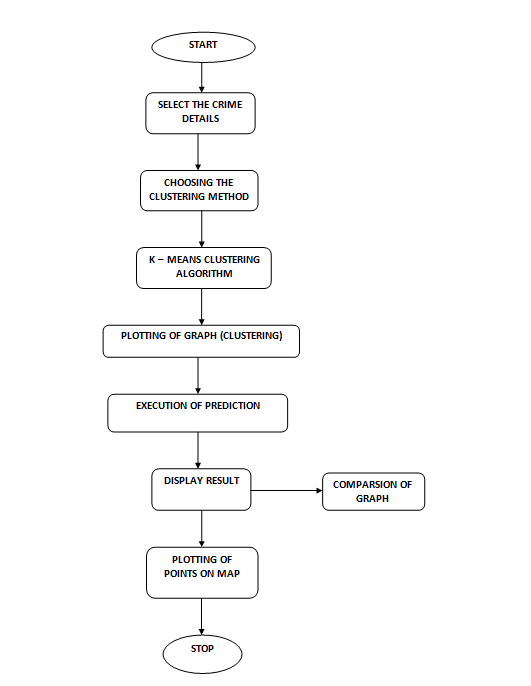 START
SELECT THE CRIME
DETAILS
CHOOSING THE
CLUSTERING METHOD
K – MEANS CLUSTERING
ALGORITHM
PLOTTING OF GRAPH (CLUSTERING)
EXECUTION OF PREDICTION
DISPLAY RESULT
COMPARSION OF
GRAPH
PLOTTING OF
POINTS ON MAP
STOP